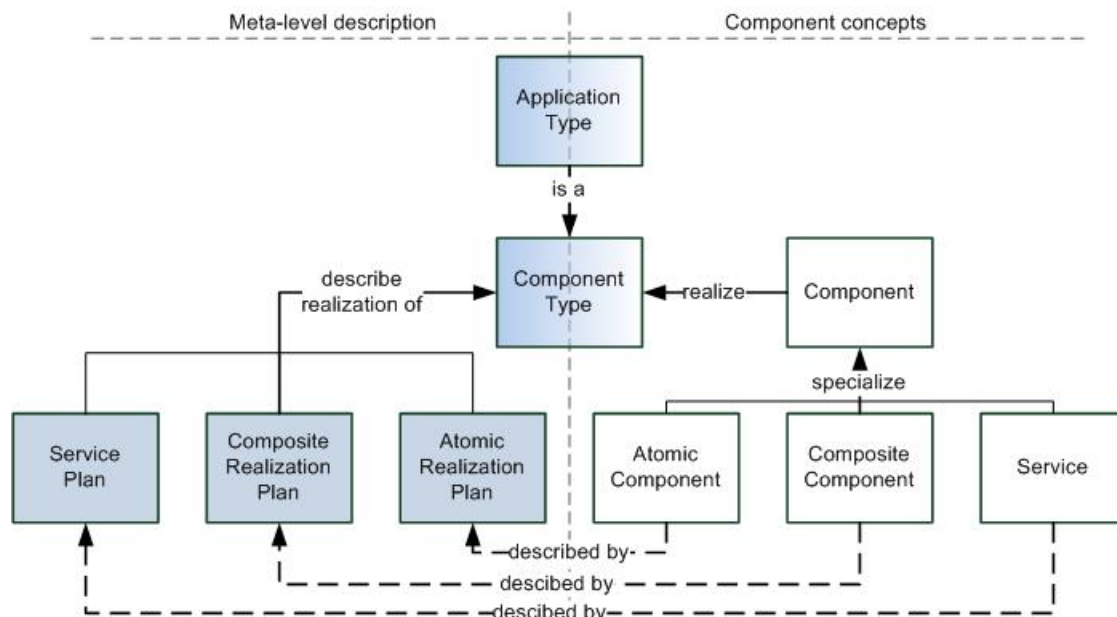 Meta-level description
Component concepts
Application
Type
is a
describe
realization of
Component
Type
realize
Component
specialize
Service
Plan
Composite
Realization
Plan
Atomic
Realization
Plan
Atomic
Component
Composite
Component
Service
described by
descibed by
descibed by